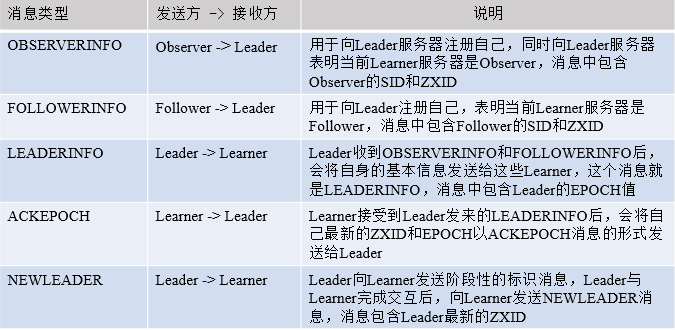 消息类型 发送方 -> 接收方 说明
OBSERVERINFO Observer -> Leader 用于向Leader服务器注册自己，同时向Leader服务器
表明当前Learner服务器是Observer，消息中包含
Observer的SID和ZXID
FOLLOWERINFO Follower -> Leader 用于向Leader注册自己，表明当前Learner服务器是
Follower，消息中包含Follower的SID和ZXID
LEADERINFO Leader -> Learner Leader收到OBSERVERINFO和FOLLOWERINFO后，
会将自身的基本信息发送给这些Learner，这个消息就
是LEADERINFO，消息中包含Leader的EPOCH值
ACKEPOCH Learner -> Leader Learner接受到Leader发来的LEADERINFO后，会将自
己最新的ZXID和EPOCH以ACKEPOCH消息的形式发
送给Leader
NEWLEADER Leader -> Learner Leader向Learner发送阶段性的标识消息，Leader与
Learner完成交互后，向Learner发送NEWLEADER消
息，消息包含Leader最新的ZXID